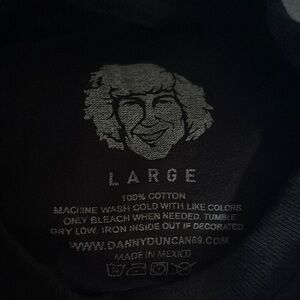 LARGE
100% COTTON
MACHINE WASH COLD WITH LIKE COLORS
ONLY BLEACH WHEN NEEDED. TUMBLE
DRY LOW. IRON INSIDE OUT IF DECORATED
WWW.DANNYDUNCAN69.COM
MADE IN MEXICO